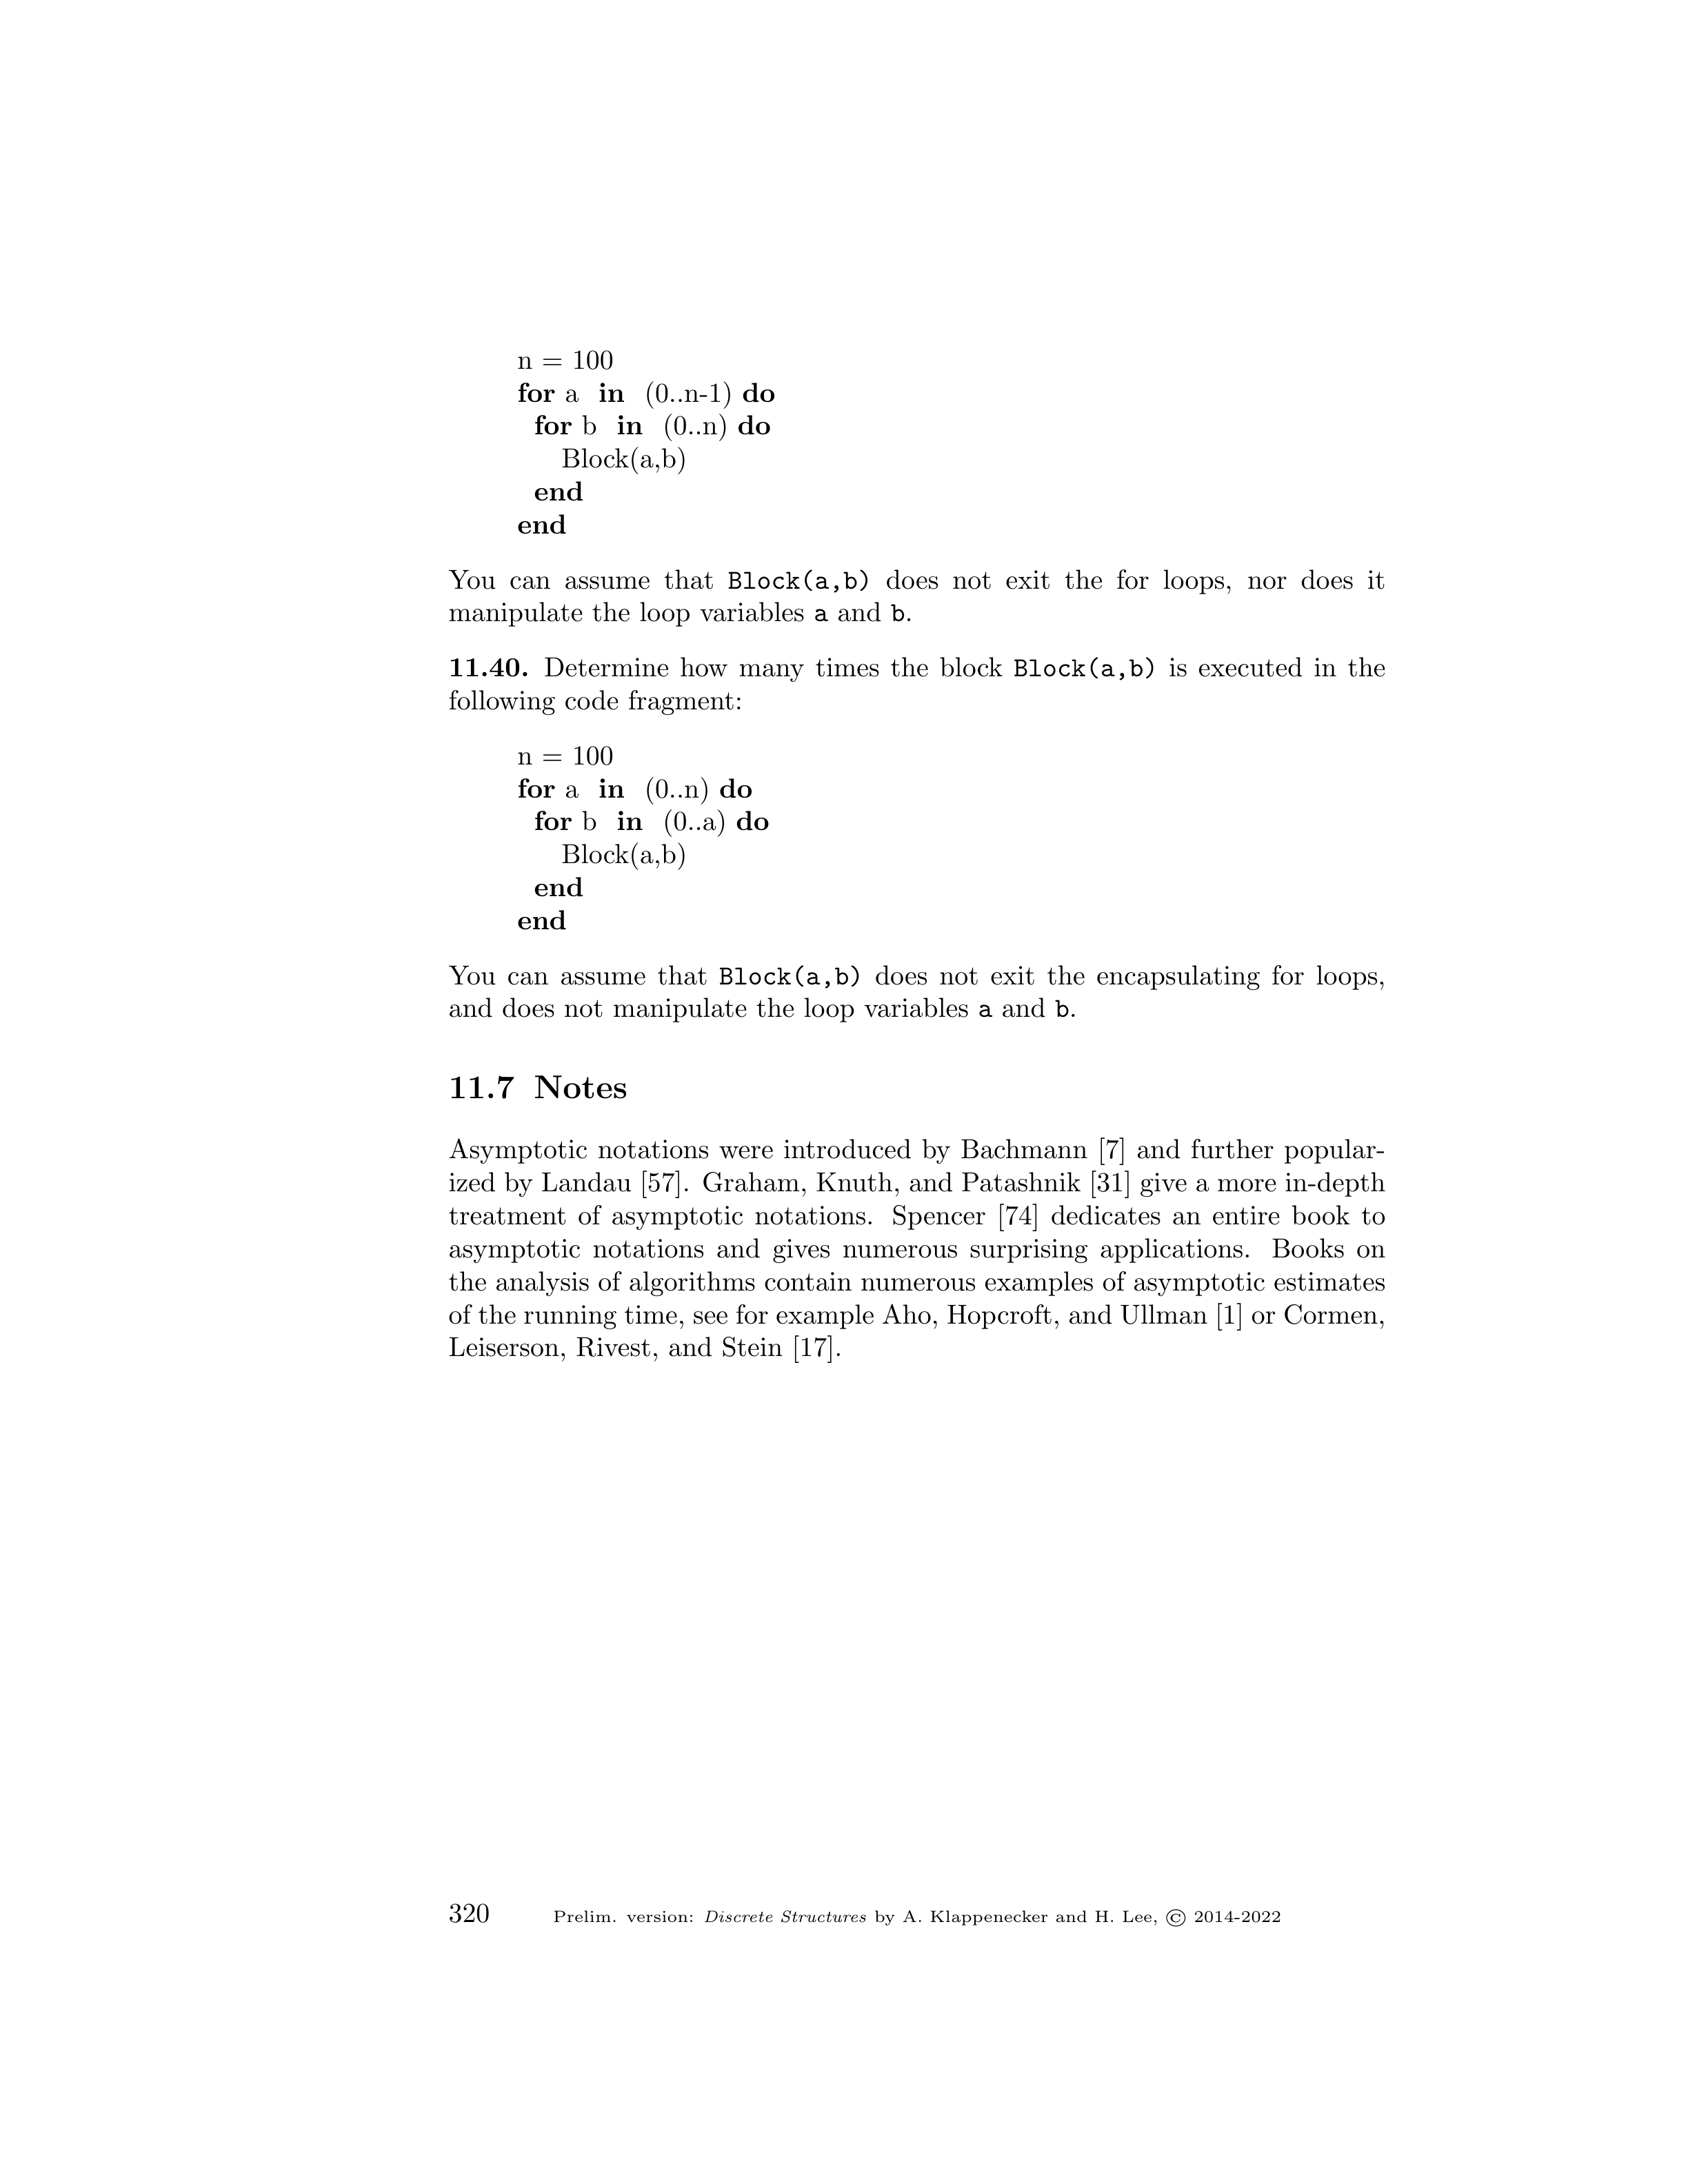 n = 100
for a in (0..n-1) do
for b in (0..n) do
Block(a,b)
end
end
You can assume that Block(a,b) does not exit the for loops, nor does it
manipulate the loop variables a and b.
11.40. Determine how many times the block Block(a,b) is executed in the
following code fragment:
n = 100
for a in (0..n) do
for b in (0..a) do
Block(a,b)
end
end
You can assume that Block(a,b) does not exit the encapsulating for loops,
and does not manipulate the loop variables a and b.
11.7 Notes
Asymptotic notations were introduced by Bachmann [7] and further popular-
ized by Landau [57]. Graham, Knuth, and Patashnik [31] give a more in-depth
treatment of asymptotic notations. Spencer [74] dedicates an entire book to
asymptotic notations and gives numerous surprising applications. Books on
the analysis of algorithms contain numerous examples of asymptotic estimates
of the running time, see for example Aho, Hopcroft, and Ullman [1] or Cormen,
Leiserson, Rivest, and Stein [17].
320 Prelim. version: Discrete Structures by A. Klappenecker and H. Lee, © 2014-2022